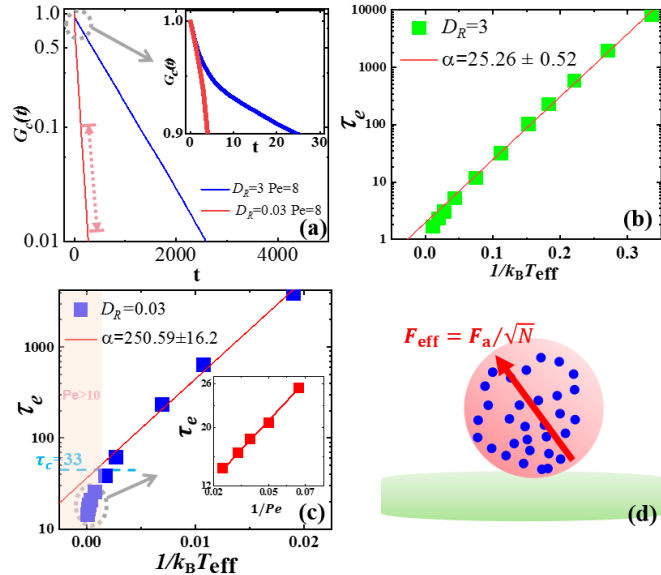 (a)
G_c(t)
1.0
0.5
0.1
0.01
0
2000
4000
t
G_c(t)
1.0
0.9
0
10
20
30
t
D_R=3 Pe=8
D_R=0.03 Pe=8
(b)
τ_e
10000
1000
100
10
1
0.0
0.1
0.2
0.3
1/k_BT_eff
D_R=3
α=25.26 ± 0.52
(c)
τ_e
1000
100
10
0.00
0.01
0.02
1/k_BT_eff
D_R=0.03
α=250.59±16.2
Pe>10
τ_c=33
τ_e
26
20
14
0.02
0.05
0.07
1/Pe
F_eff = F_a/√N
(d)